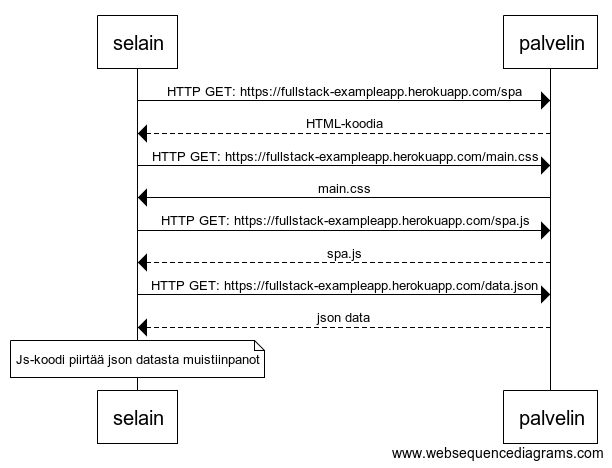 selain
palvelin
HTTP GET: https://fullstack-exampleapp.herokuapp.com/spa
HTML-koodia
HTTP GET: https://fullstack-exampleapp.herokuapp.com/main.css
main.css
HTTP GET: https://fullstack-exampleapp.herokuapp.com/spa.js
spa.js
HTTP GET: https://fullstack-exampleapp.herokuapp.com/data.json
json data
Js-koodi piirtää json datasta muistiinpanot
selain
palvelin
www.websequencediagrams.com